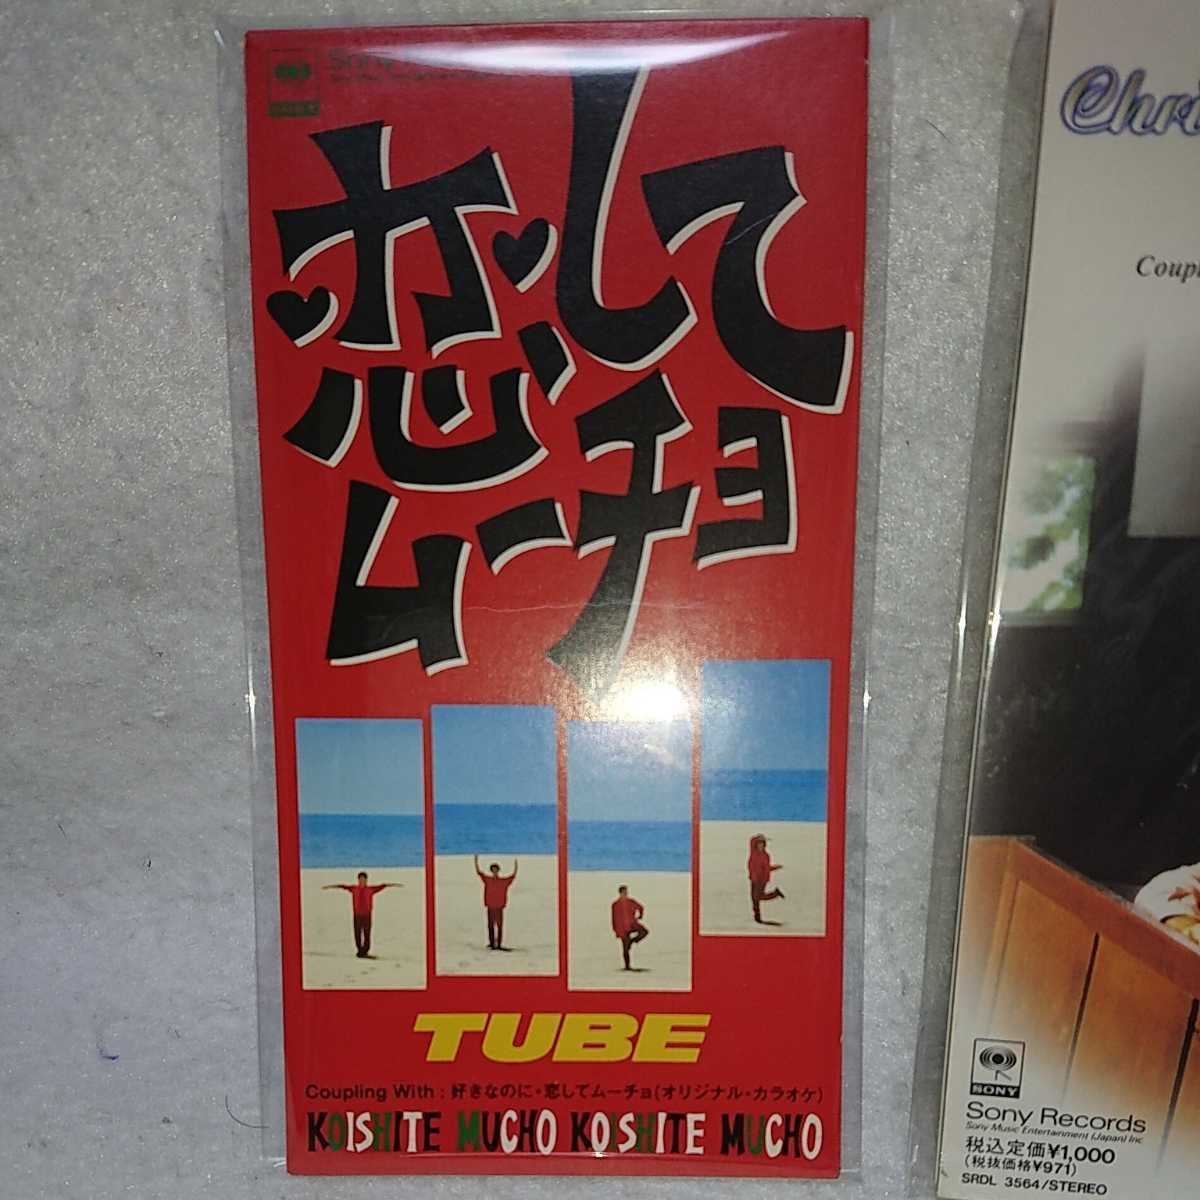 Sony
恋して
ムーチョ
TUBE
Coupling With : 好きなのに・恋してムーチョ(オリジナル・カラオケ)
KOISHITE MUCHO KOISHITE MUCHO
Chri
Coupl
SONY
Sony Records
Sony Music Entertainment (Japan) Inc
税込定価¥1,000
(税抜価格¥971)
SRDL 3564/STEREO